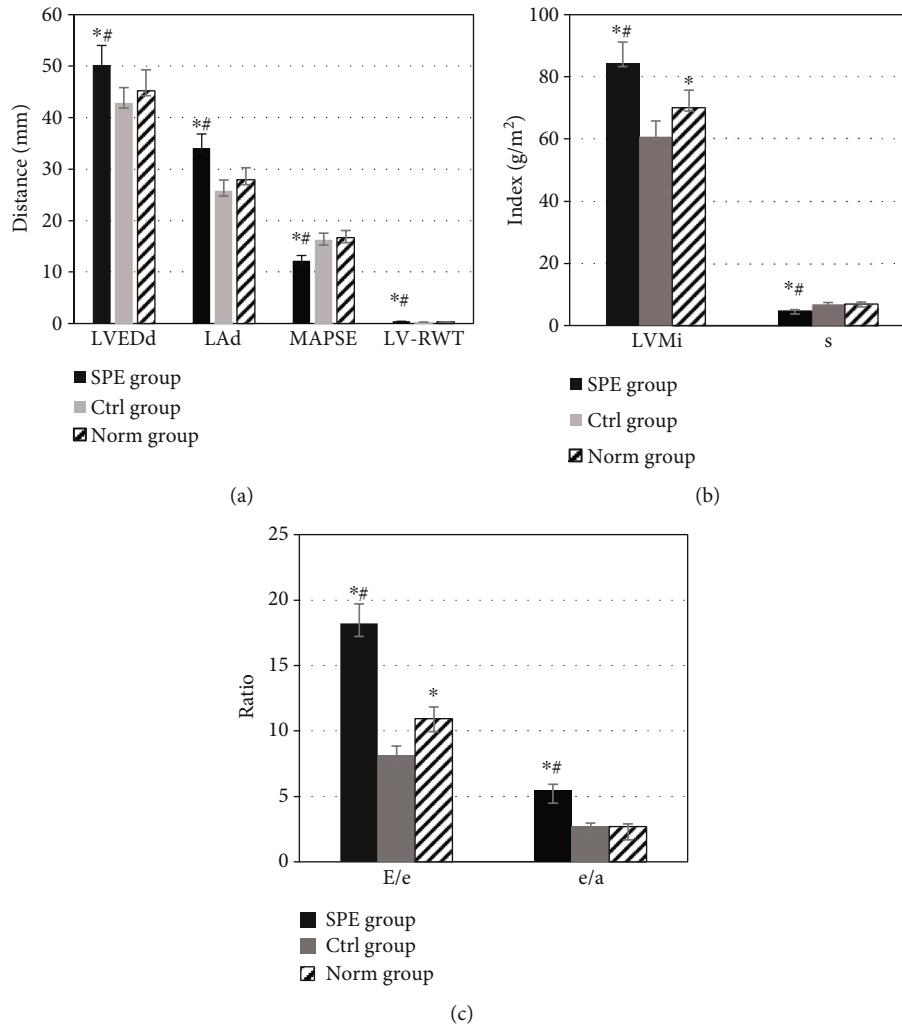 60
50
40
30
20
10
0
Distance (mm)
*#
*#
*#
*#
LVEDd LAd MAPSE LV-RWT
SPE group
Ctrl group
Norm group
(a)
100
80
60
40
20
0
Index (g/m²)
*#
*
*#
LVMi s
SPE group
Ctrl group
Norm group
(b)
25
20
15
10
5
0
Ratio
*#
*
*#
E/e e/a
SPE group
Ctrl group
Norm group
(c)